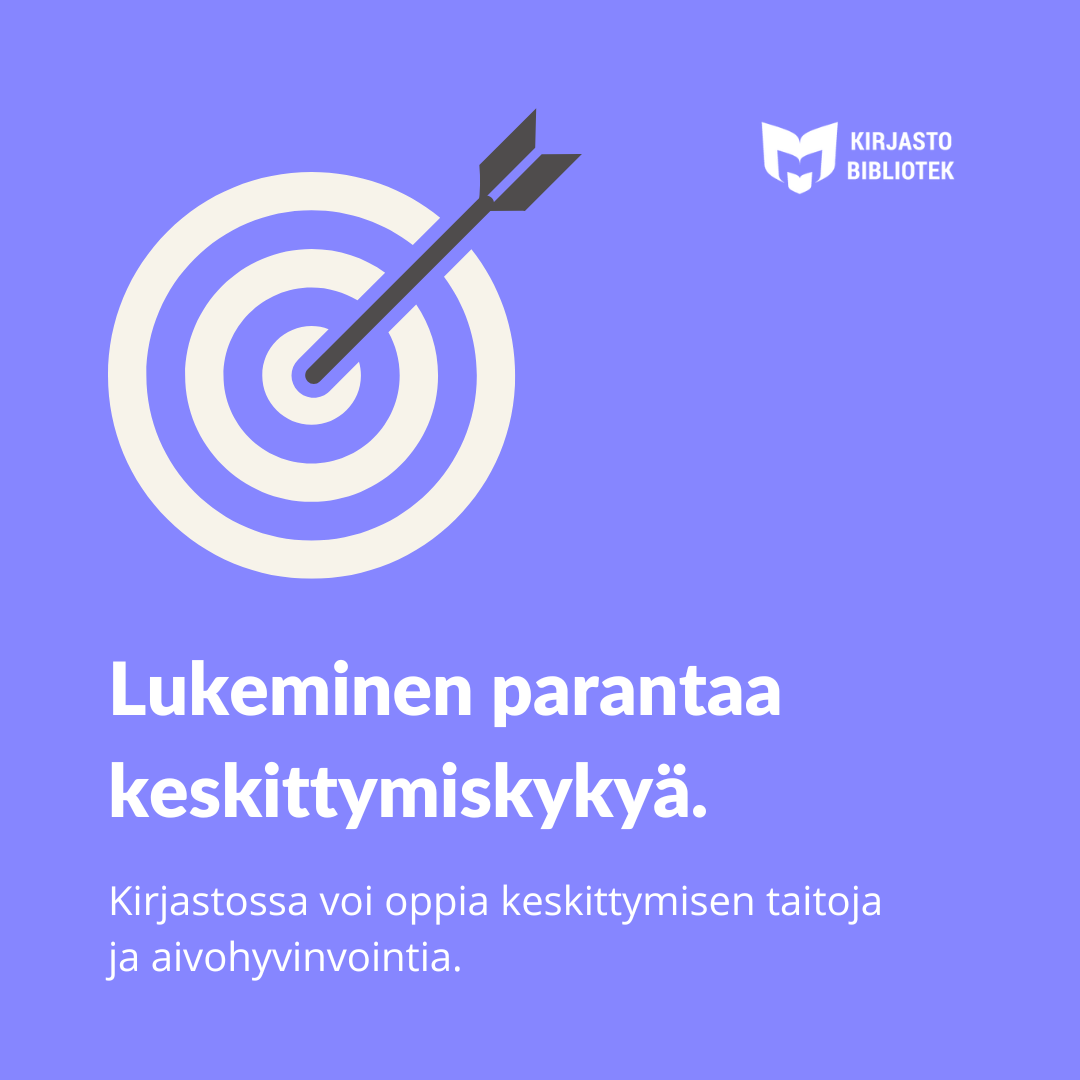 KIRJASTO
BIBLIOTEK
Lukeminen parantaa
keskittymiskykyä.
Kirjastossa voi oppia keskittymisen taitoja
ja aivohyvinvointia.